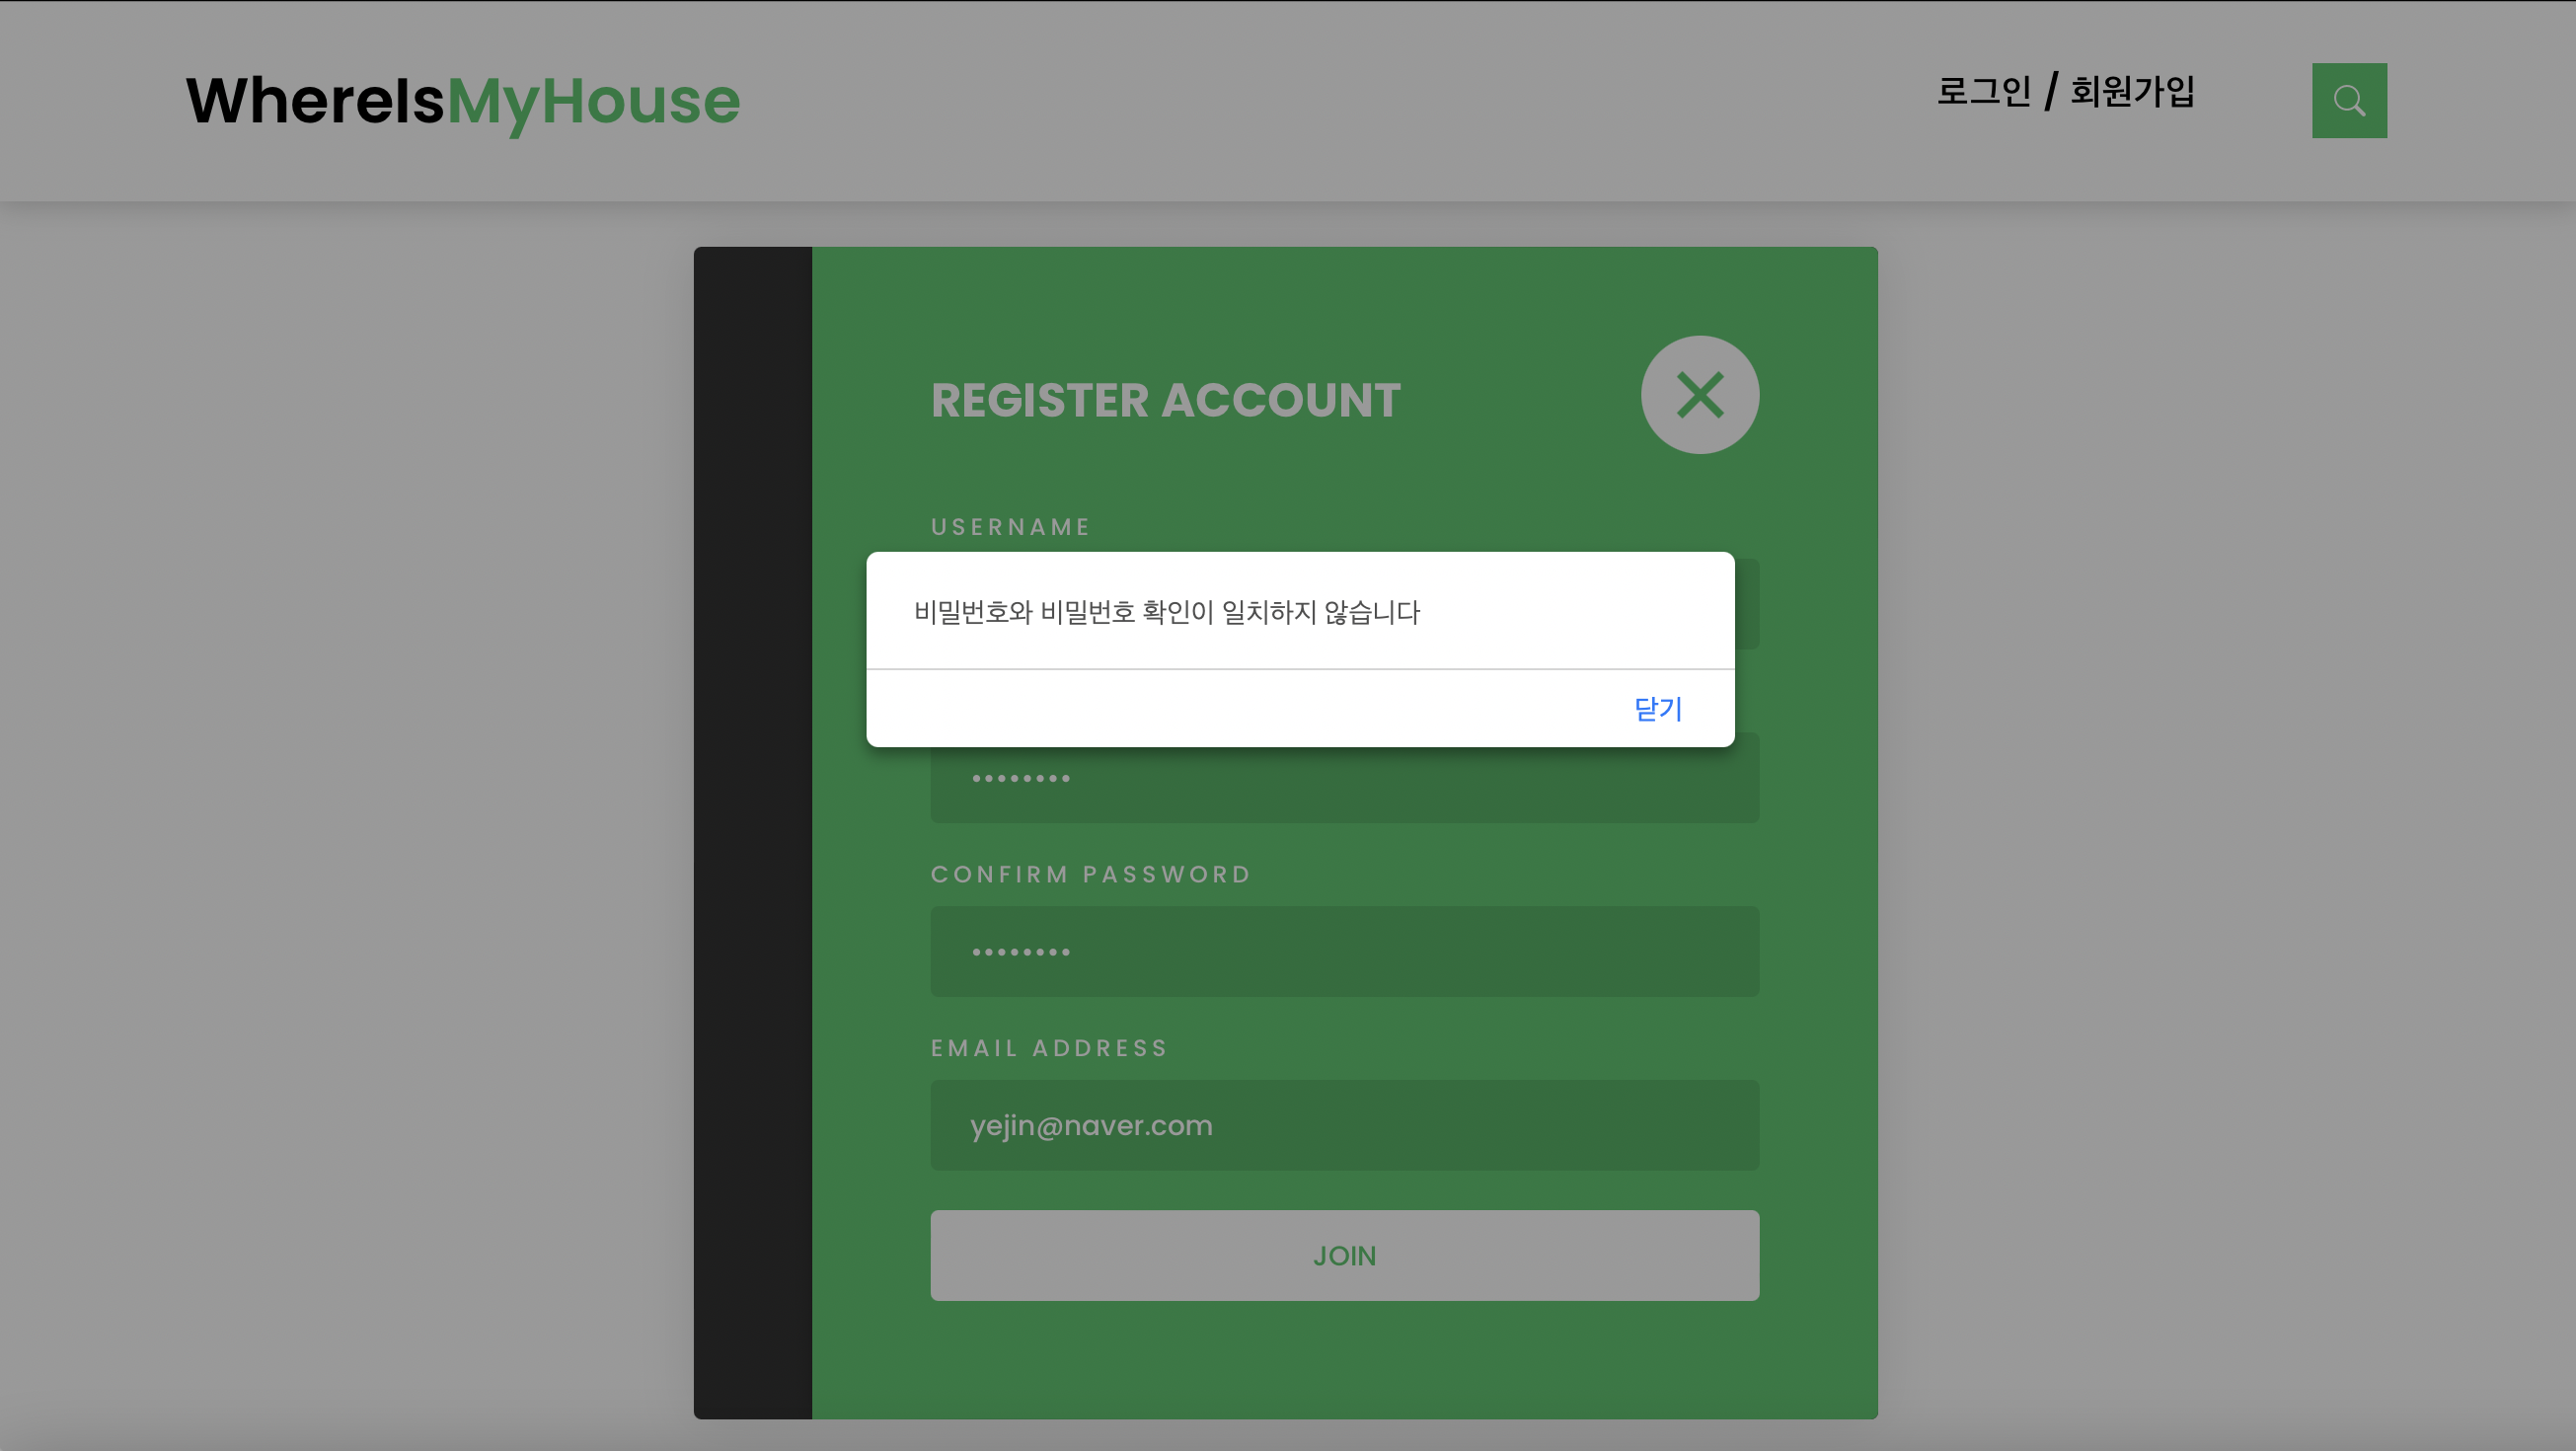 WhereIsMyHouse
로그인 / 회원가입
REGISTER ACCOUNT
USERNAME
비밀번호와 비밀번호 확인이 일치하지 않습니다
닫기
••••••••
CONFIRM PASSWORD
••••••••
EMAIL ADDRESS
yejin@naver.com
JOIN